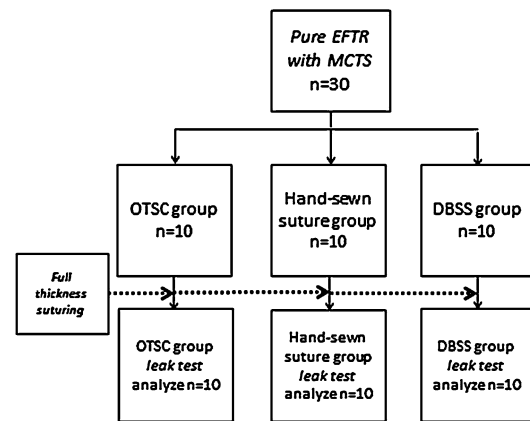 Pure EFTR
with MCTS
n=30
OTSC group
n=10
Hand-sewn
suture group
n=10
DBSS group
n=10
Full
thickness
suturing
OTSC group
leak test
analyze n=10
Hand-sewn
suture group
leak test
analyze n=10
DBSS group
leak test
analyze n=10